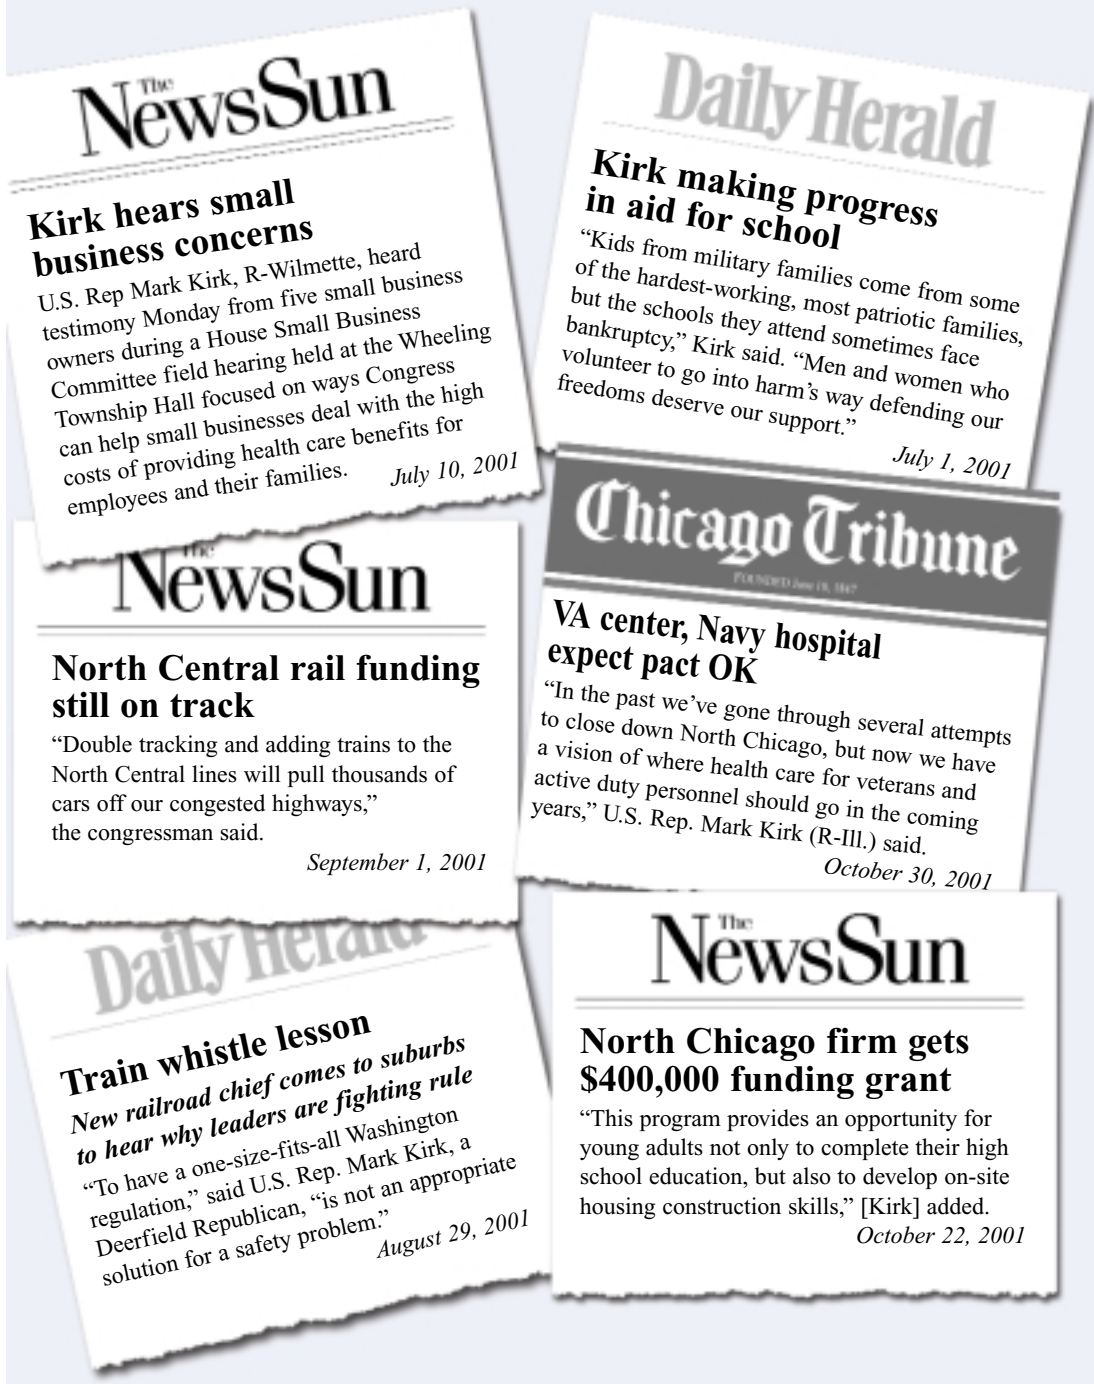 The
NewsSun
Kirk hears small
business concerns
U.S. Rep Mark Kirk, R-Wilmette, heard
testimony Monday from five small business
owners during a House Small Business
Committee field hearing held at the Wheeling
Township Hall focused on ways Congress
can help small businesses deal with the high
costs of providing health care benefits for
employees and their families.
July 10, 2001
Daily Herald
Kirk making progress
in aid for school
“Kids from military families come from some
of the hardest-working, most patriotic families,
but the schools they attend sometimes face
bankruptcy,” Kirk said. “Men and women who
volunteer to go into harm’s way defending our
freedoms deserve our support.”
July 1, 2001
The
NewsSun
North Central rail funding
still on track
“Double tracking and adding trains to the
North Central lines will pull thousands of
cars off our congested highways,”
the congressman said.
September 1, 2001
Chicago Tribune
FOUNDED June 10, 1847
VA center, Navy hospital
expect pact OK
“In the past we’ve gone through several attempts
to close down North Chicago, but now we have
a vision of where health care for veterans and
active duty personnel should go in the coming
years,” U.S. Rep. Mark Kirk (R-Ill.) said.
October 30, 2001
Daily Herald
Train whistle lesson
New railroad chief comes to suburbs
to hear why leaders are fighting rule
“To have a one-size-fits-all Washington
regulation,” said U.S. Rep. Mark Kirk, a
Deerfield Republican, “is not an appropriate
solution for a safety problem.”
August 29, 2001
The
NewsSun
North Chicago firm gets
$400,000 funding grant
“This program provides an opportunity for
young adults not only to complete their high
school education, but also to develop on-site
housing construction skills,” [Kirk] added.
October 22, 2001